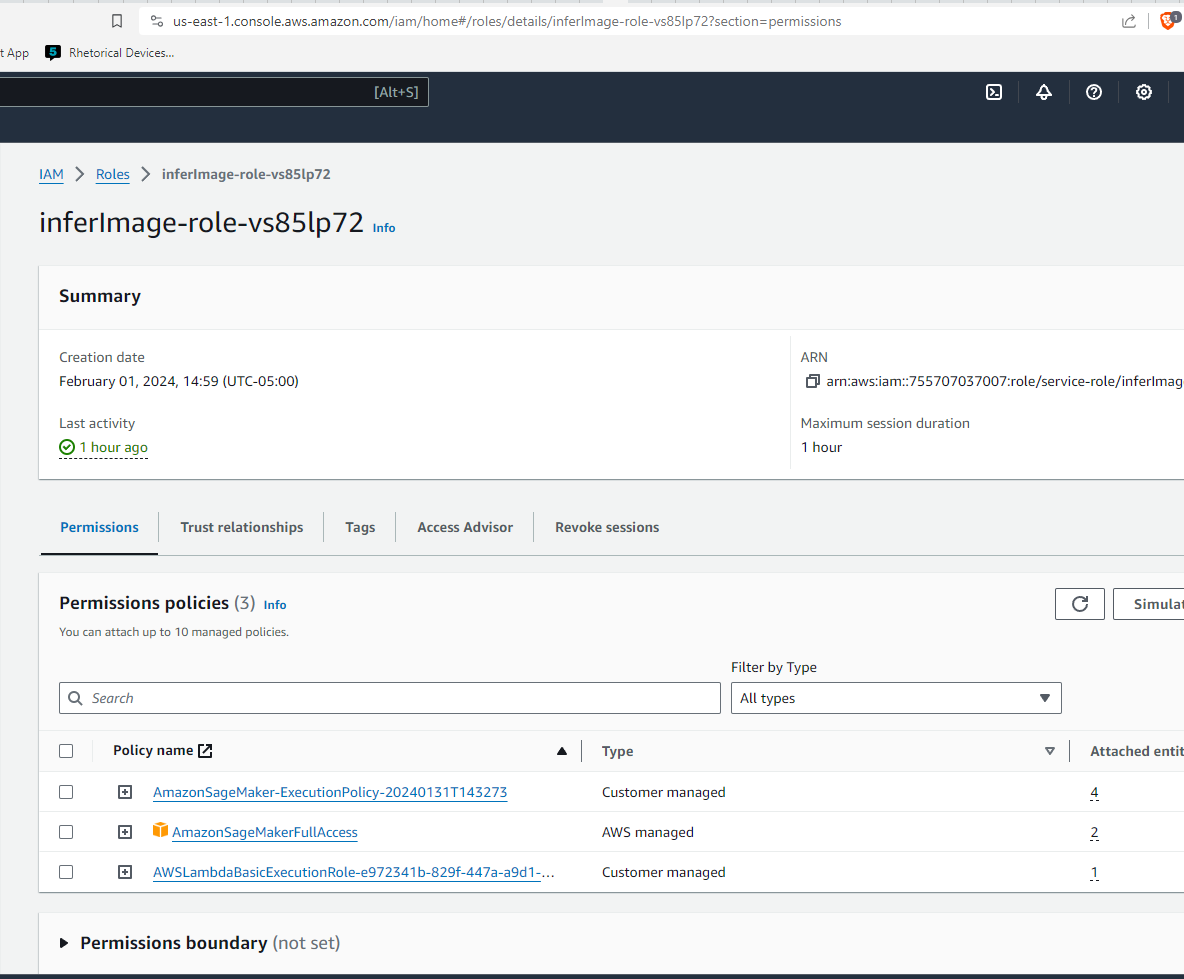 us-east-1.console.aws.amazon.com/iam/home#/roles/details/inferImage-role-vs85lp72?section=permissions
1
t App
5 Rhetorical Devices...
[Alt+S]
IAM > Roles > inferImage-role-vs85lp72
inferImage-role-vs85lp72 Info
Summary
Creation date
February 01, 2024, 14:59 (UTC-05:00)
Last activity
1 hour ago
ARN
arn:aws:iam::755707037007:role/service-role/inferImag
Maximum session duration
1 hour
Permissions Trust relationships Tags Access Advisor Revoke sessions
Permissions policies (3) Info
You can attach up to 10 managed policies.
Simulat
Filter by Type
Search All types
Policy name Type Attached entit
AmazonSageMaker-ExecutionPolicy-20240131T143273 Customer managed 4
AmazonSageMakerFullAccess AWS managed 2
AWSLambdaBasicExecutionRole-e972341b-829f-447a-a9d1-... Customer managed 1
Permissions boundary (not set)